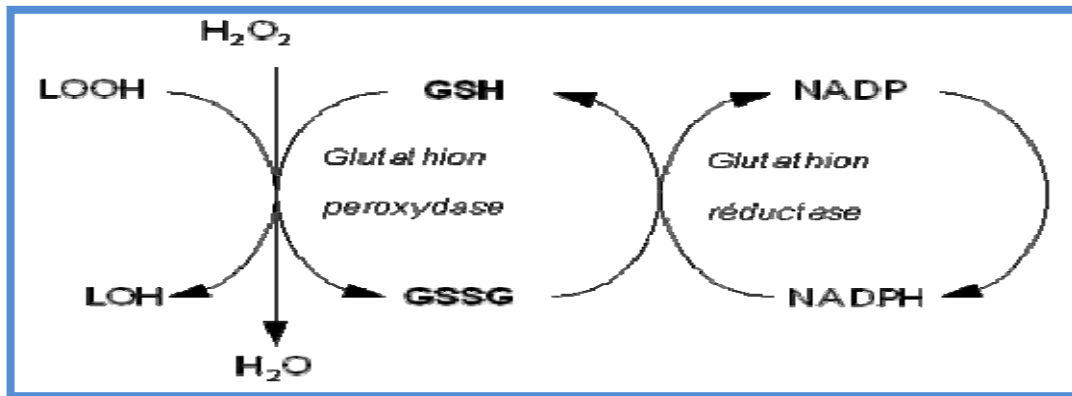 H₂O₂
LOOH GSH NADP
Glutathion Glutathion
peroxydase réductase
LOH GSSG NADPH
H₂O